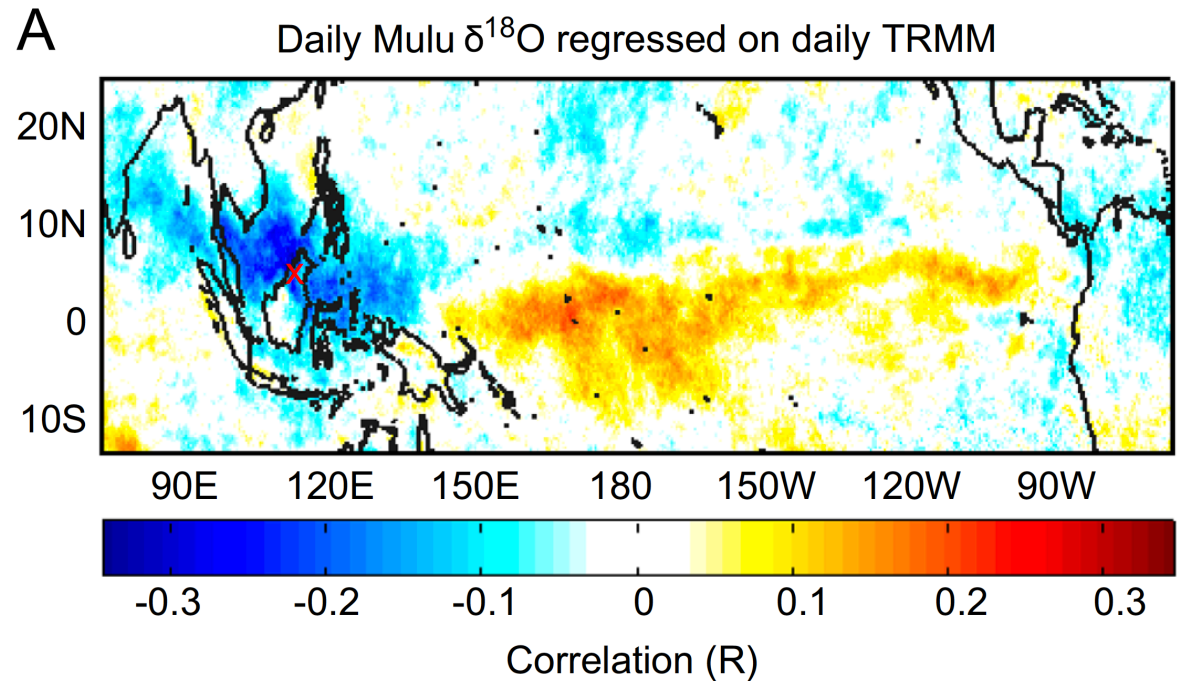 A
Daily Mulu δ¹⁸O regressed on daily TRMM
20N
10N
0
10S
90E 120E 150E 180 150W 120W 90W
X
-0.3 -0.2 -0.1 0 0.1 0.2 0.3
Correlation (R)